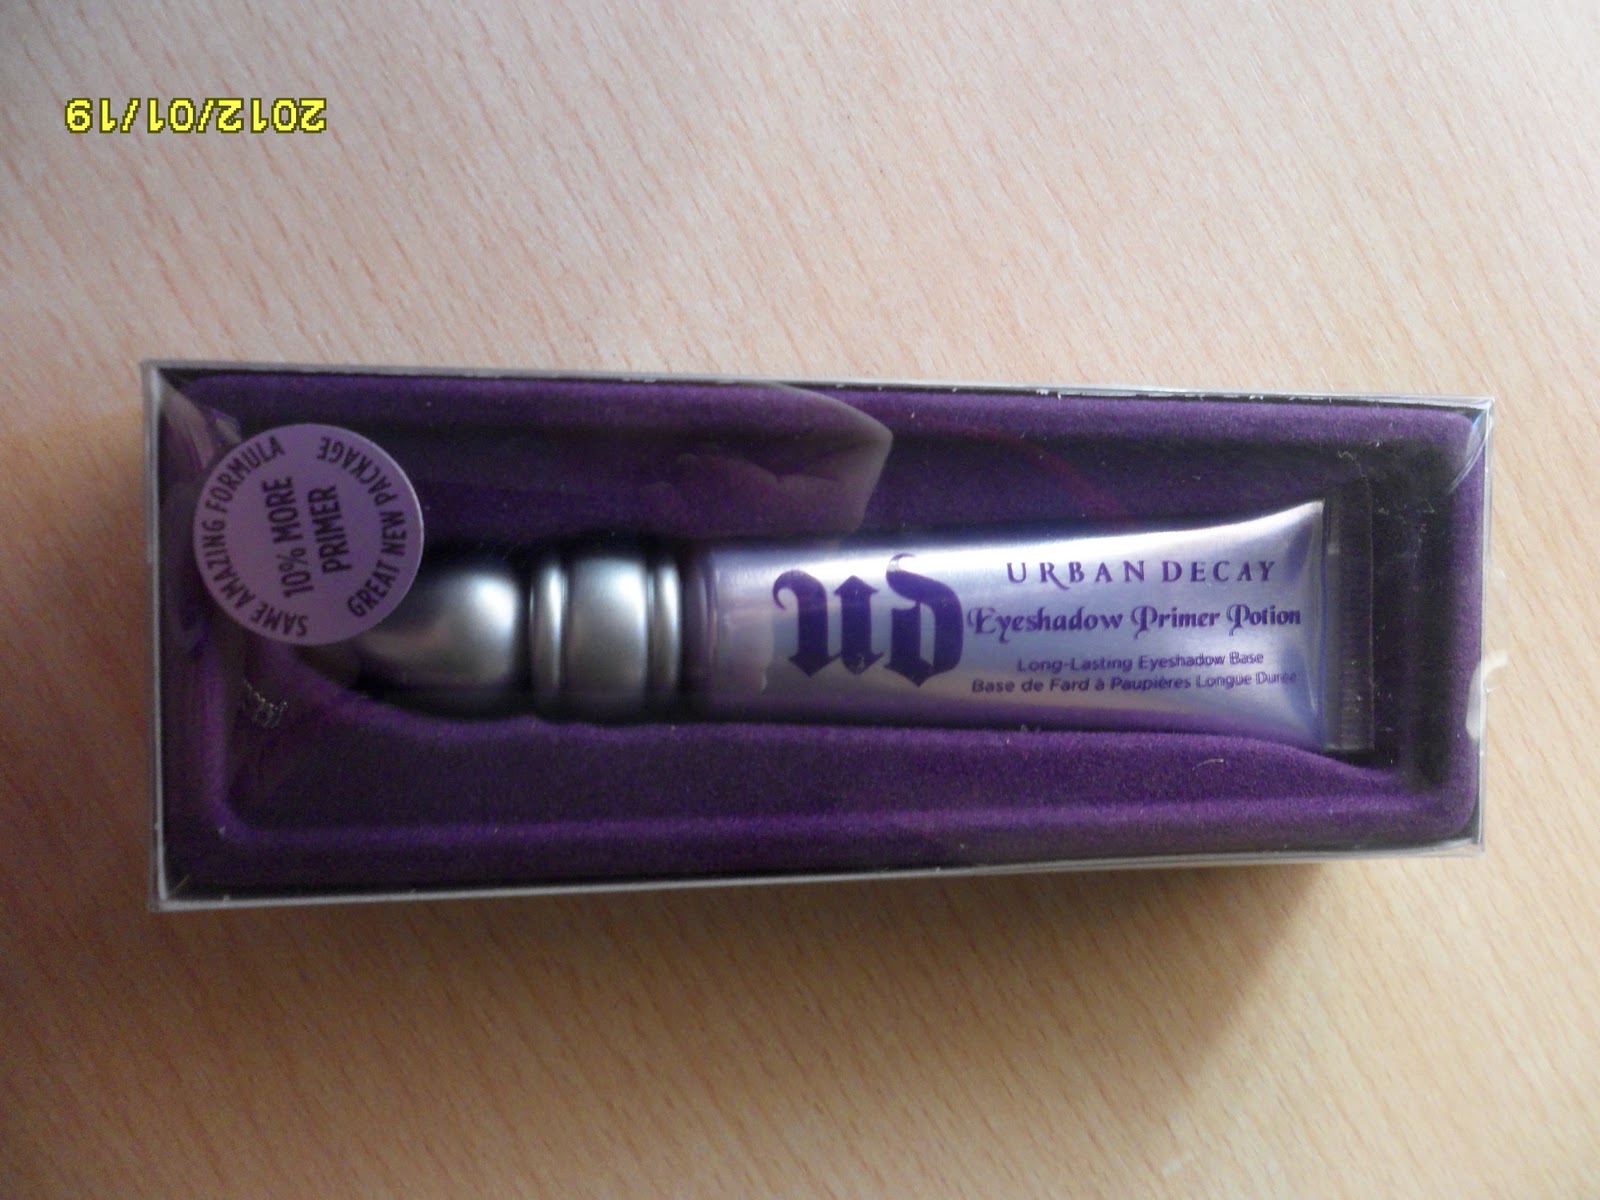 2012/01/19
SAME AMAZING FORMULA
10% MORE
PRIMER
GREAT NEW PACKAGE
UD
URBAN DECAY
Eyeshadow Primer Potion
Long-Lasting Eyeshadow Base
Base de Fard à Paupières Longue Durée